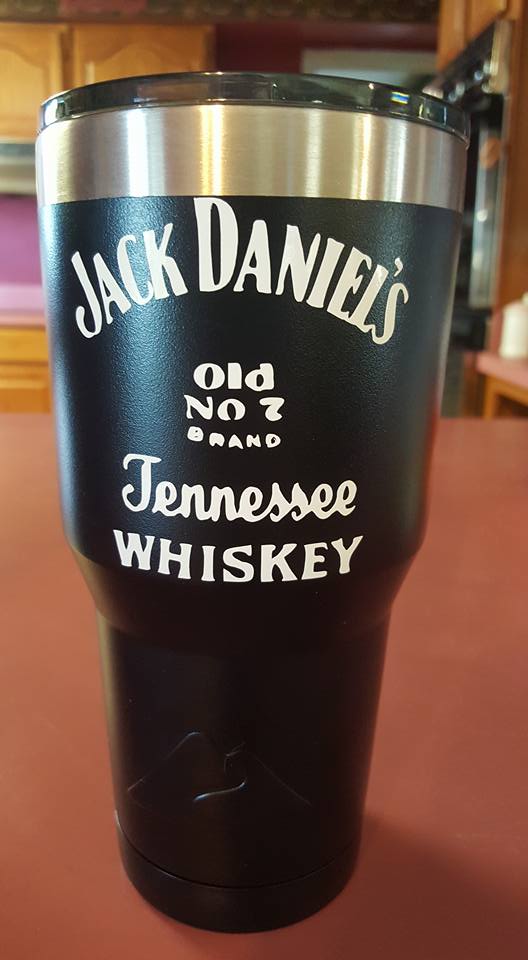 JACK DANIEL'S
Old
No 7
BRAND
Tennessee
WHISKEY